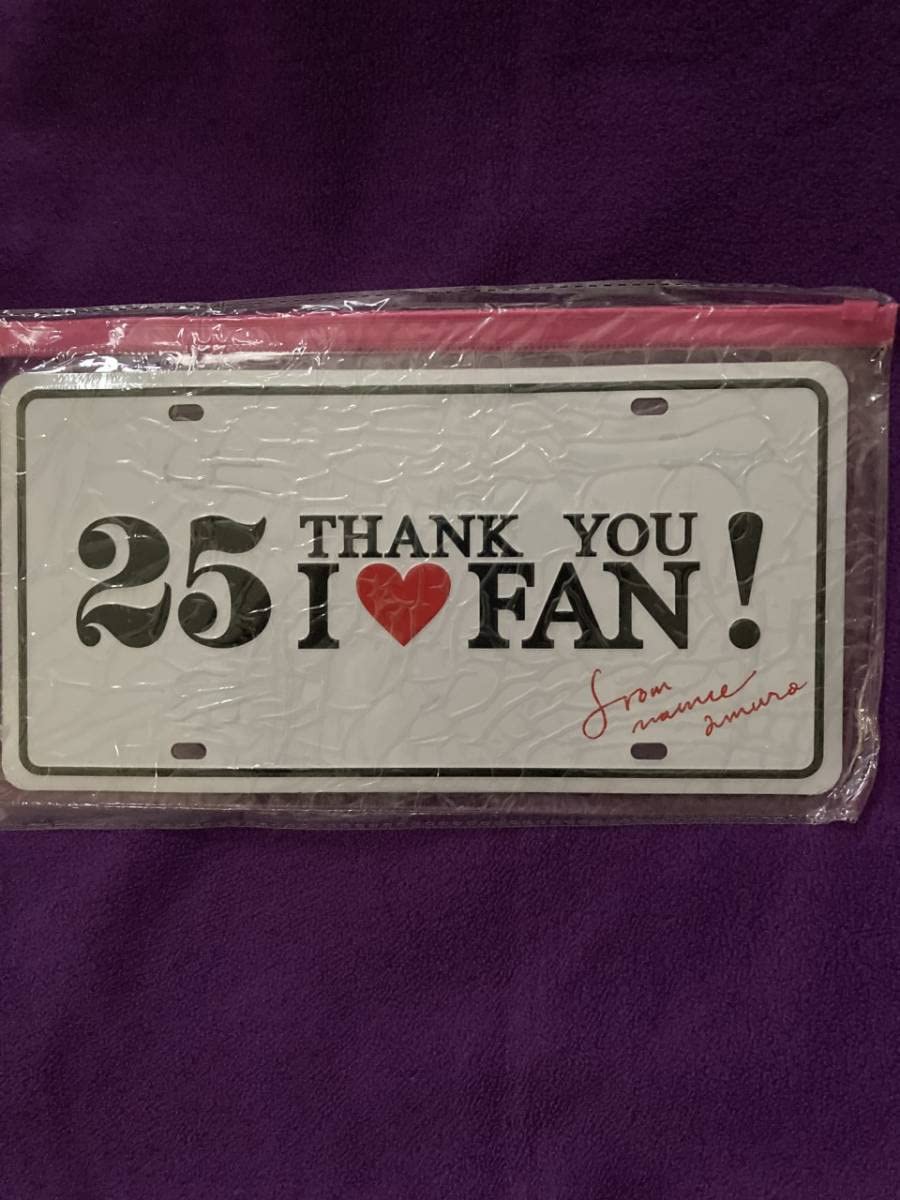 25 THANK YOU
I ♥ FAN !
from
namie
amuro